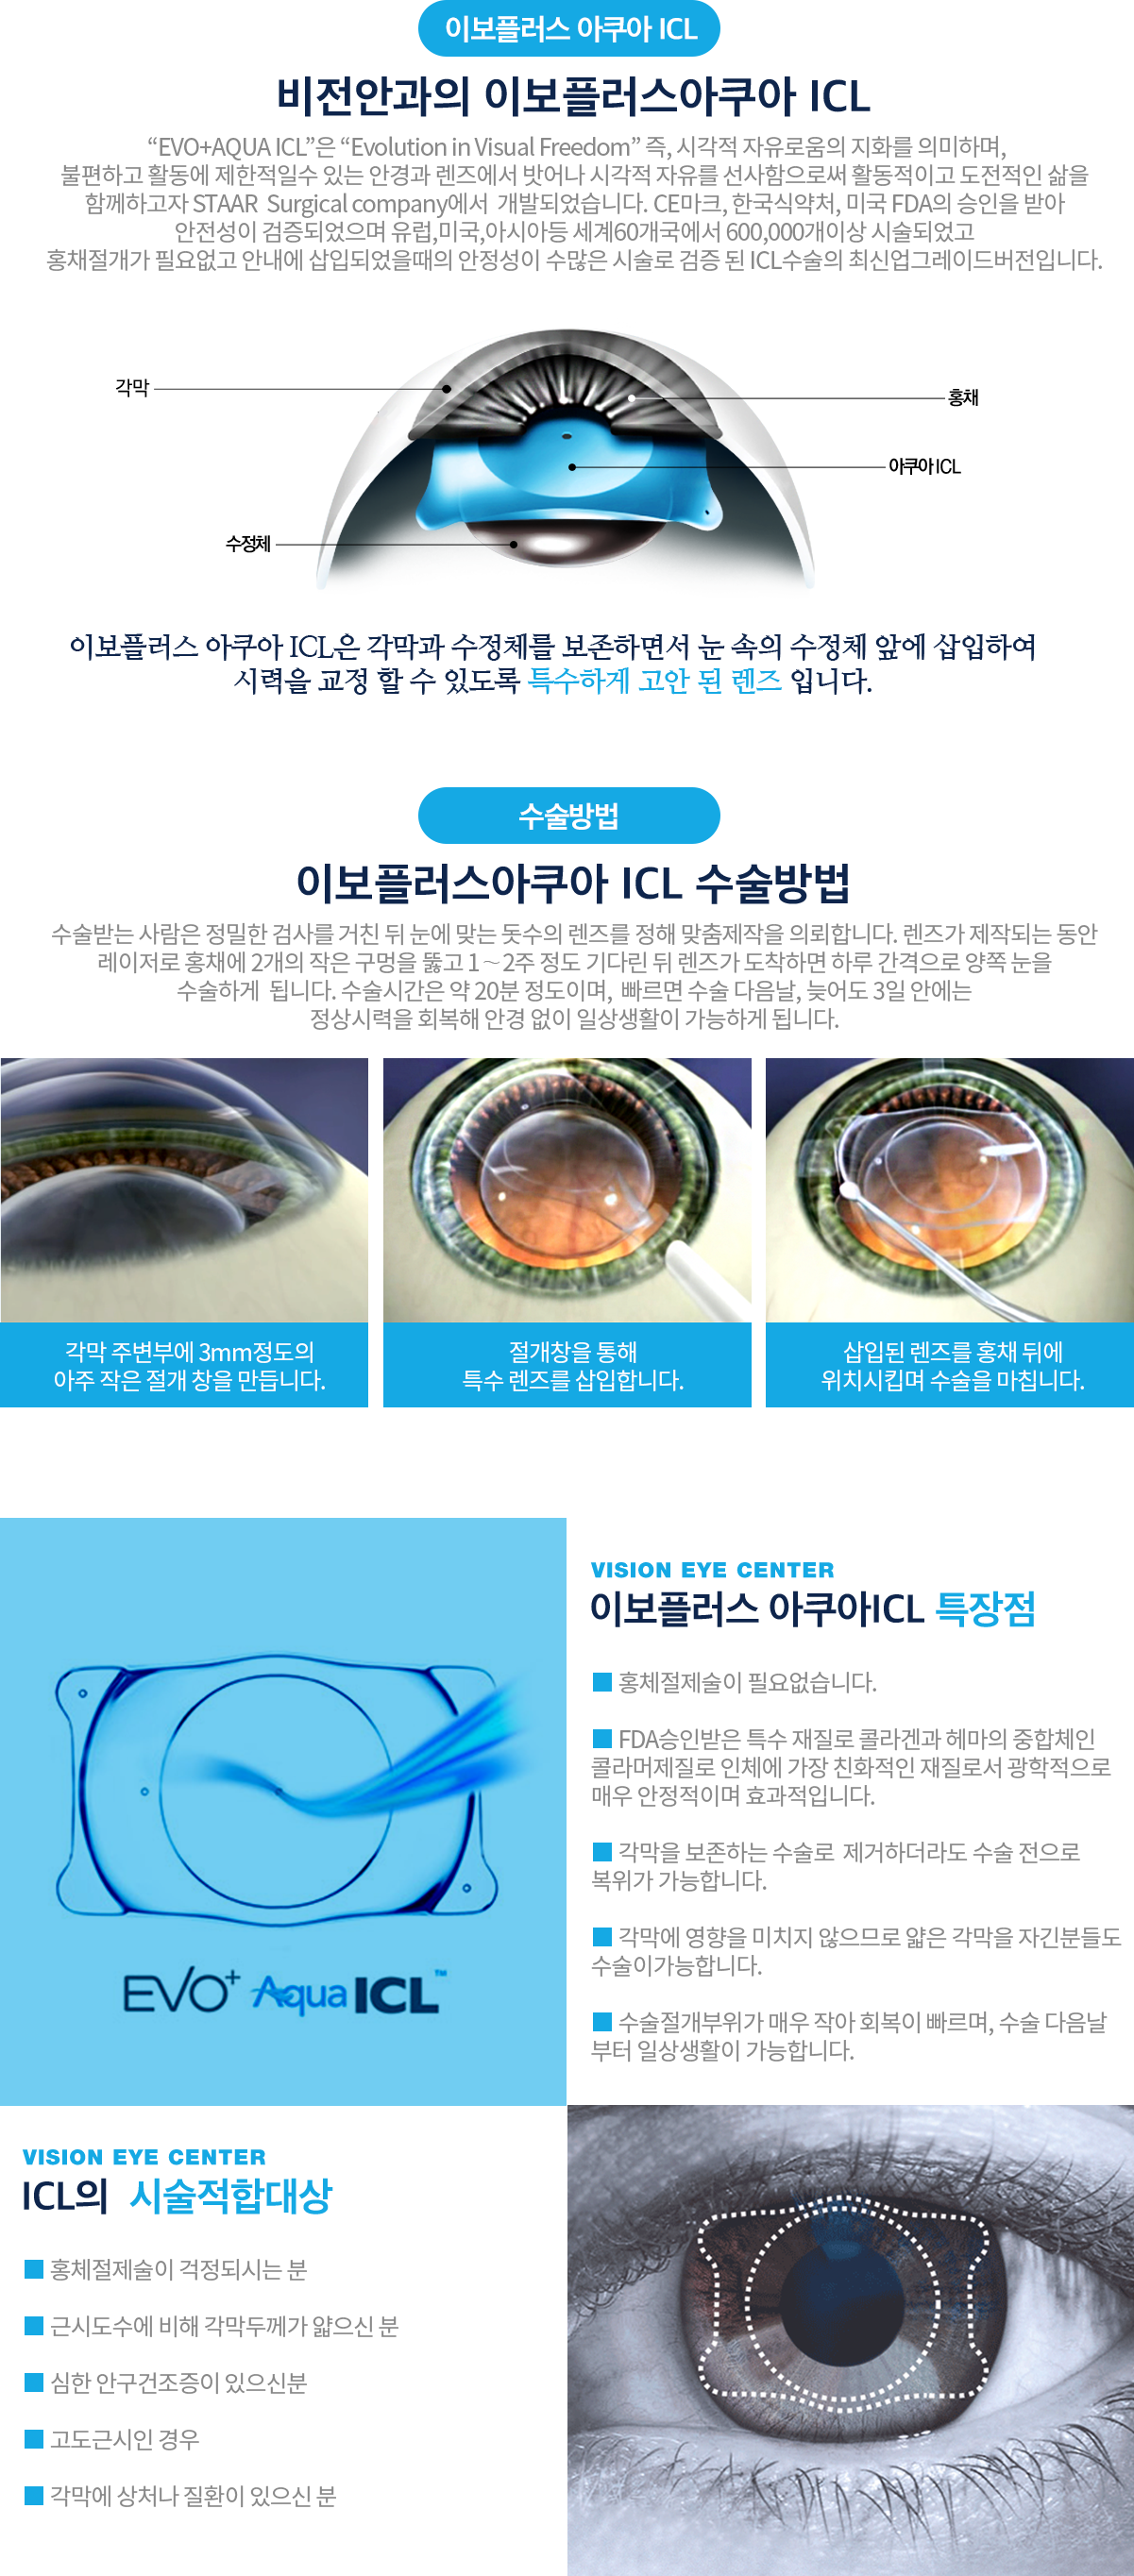 이보플러스 아쿠아 ICL
비전안과의 이보플러스아쿠아 ICL
“EVO+AQUA ICL”은 “Evolution in Visual Freedom” 즉, 시각적 자유로움의 지화를 의미하며,
불편하고 활동에 제한적일수 있는 안경과 렌즈에서 벗어나 시각적 자유를 선사함으로써 활동적이고 도전적인 삶을
함께하고자 STAAR Surgical company에서 개발되었습니다. CE마크, 한국식약처, 미국 FDA의 승인을 받아
안전성이 검증되었으며 유럽,미국,아시아등 세계60개국에서 600,000개이상 시술되었고
홍채절개가 필요없고 안내에 삽입되었을때의 안정성이 수많은 시술로 검증 된 ICL수술의 최신업그레이드버전입니다.
각막
홍채
아쿠아 ICL
수정체
이보플러스 아쿠아 ICL은 각막과 수정체를 보존하면서 눈 속의 수정체 앞에 삽입하여
시력을 교정 할 수 있도록 특수하게 고안 된 렌즈 입니다.
수술방법
이보플러스아쿠아 ICL 수술방법
수술받는 사람은 정밀한 검사를 거친 뒤 눈에 맞는 돗수의 렌즈를 정해 맞춤제작을 의뢰합니다. 렌즈가 제작되는 동안
레이저로 홍채에 2개의 작은 구멍을 뚫고 1～2주 정도 기다린 뒤 렌즈가 도착하면 하루 간격으로 양쪽 눈을
수술하게 됩니다. 수술시간은 약 20분 정도이며, 빠르면 수술 다음날, 늦어도 3일 안에는
정상시력을 회복해 안경 없이 일상생활이 가능하게 됩니다.
각막 주변부에 3mm정도의
아주 작은 절개 창을 만듭니다.
절개창을 통해
특수 렌즈를 삽입합니다.
삽입된 렌즈를 홍채 뒤에
위치시킵며 수술을 마칩니다.
VISION EYE CENTER
이보플러스 아쿠아ICL 특장점
■ 홍체절제술이 필요없습니다.
■ FDA승인받은 특수 재질로 콜라겐과 헤마의 중합체인
콜라머제질로 인체에 가장 친화적인 재질로서 광학적으로
매우 안정적이며 효과적입니다.
■ 각막을 보존하는 수술로 제거하더라도 수술 전으로
복위가 가능합니다.
■ 각막에 영향을 미치지 않으므로 얇은 각막을 자긴분들도
수술이가능합니다.
■ 수술절개부위가 매우 작아 회복이 빠르며, 수술 다음날
부터 일상생활이 가능합니다.
EVO+ Aqua ICL™
VISION EYE CENTER
ICL의 시술적합대상
■ 홍체절제술이 걱정되시는 분
■ 근시도수에 비해 각막두께가 얇으신 분
■ 심한 안구건조증이 있으신분
■ 고도근시인 경우
■ 각막에 상처나 질환이 있으신 분